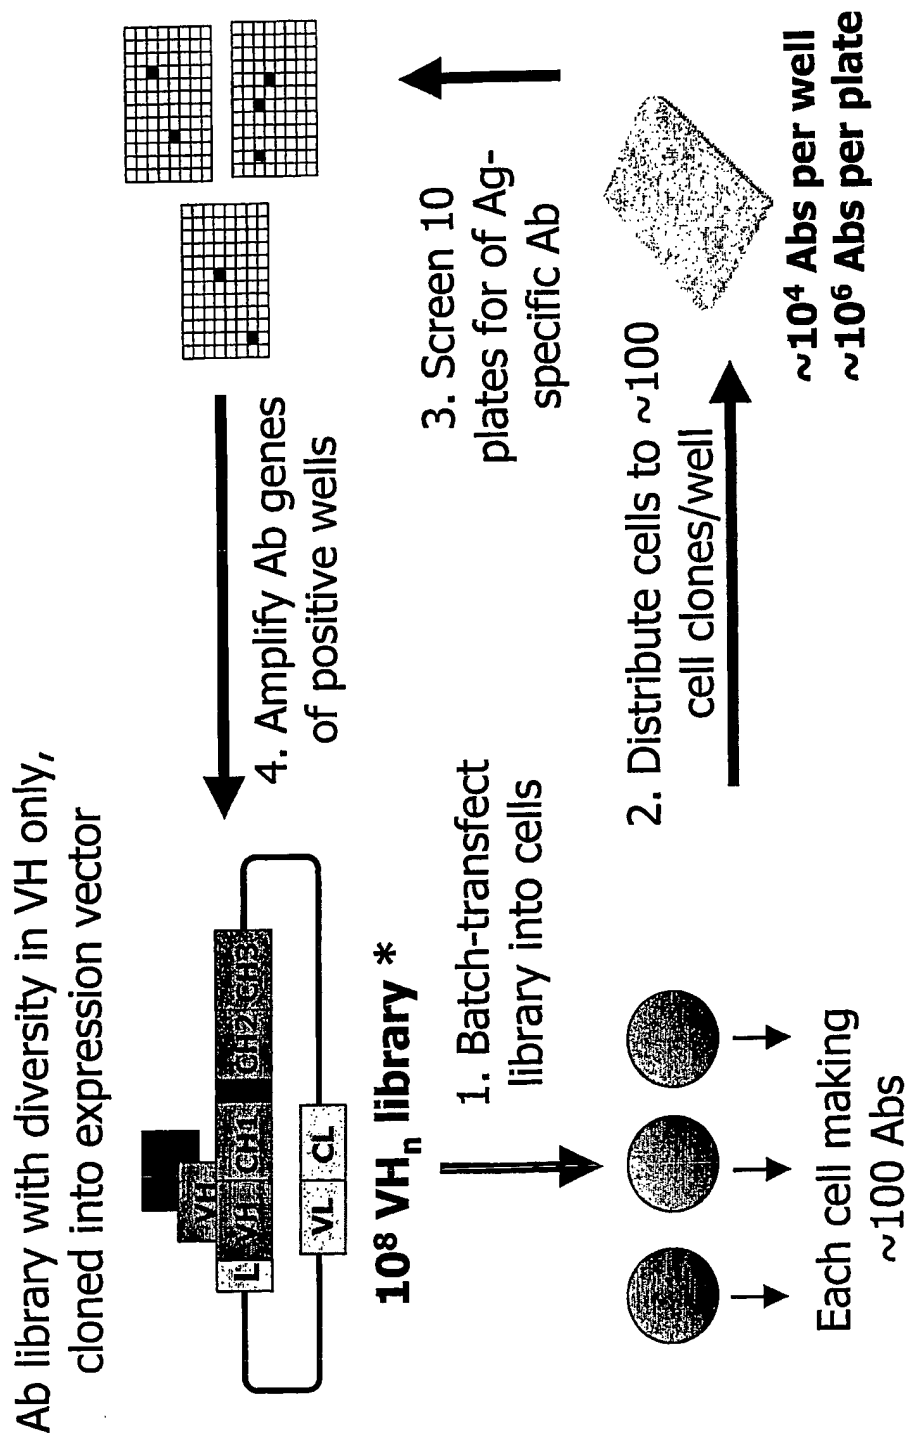 Ab library with diversity in VH only,
cloned into expression vector
VH
L VH CH1 CH2 CH3
VL CL
10⁸ VHₙ library *
1. Batch-transfect
library into cells
Each cell making
~100 Abs
2. Distribute cells to ~100
cell clones/well
~10⁴ Abs per well
~10⁶ Abs per plate
3. Screen 10
plates for of Ag-
specific Ab
4. Amplify Ab genes
of positive wells